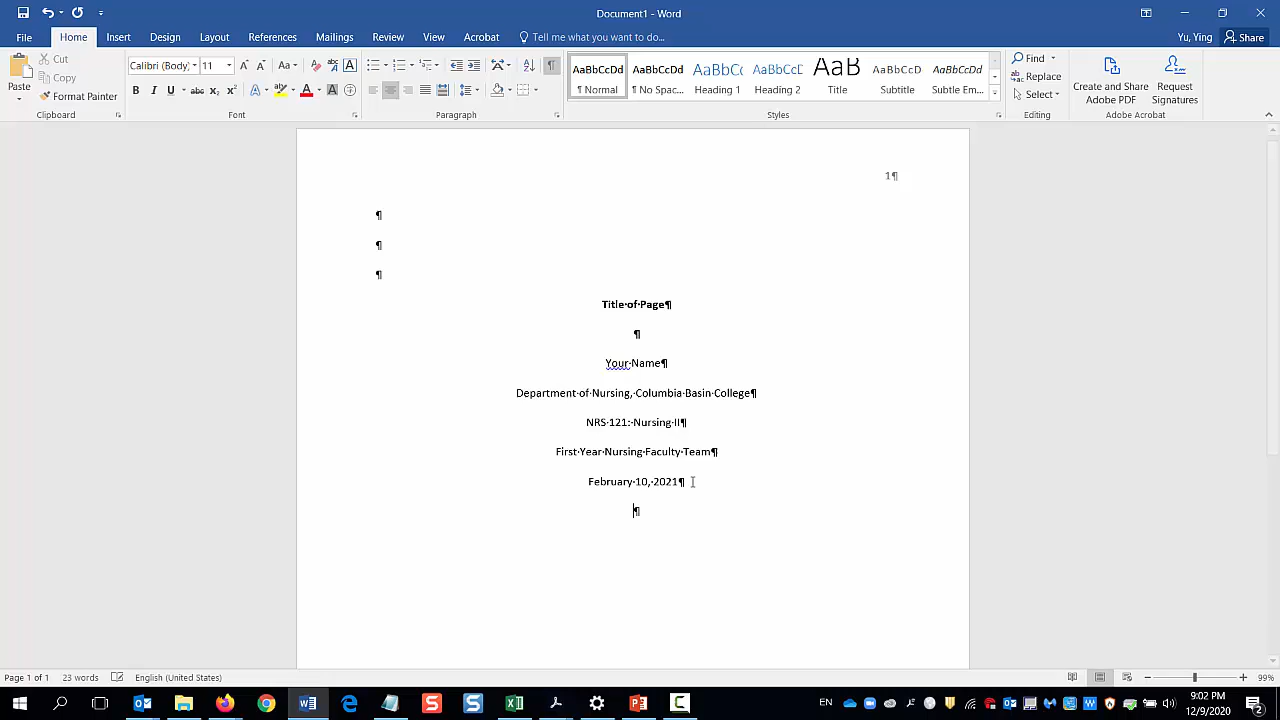 Document1 - Word
File Home Insert Design Layout References Mailings Review View Acrobat Tell me what you want to do... Yu, Ying Share
Paste
Cut
Copy
Format Painter
Clipboard
Calibri (Body) 11
Font
Paragraph
AaBbCcDd AaBbCcDd AaBbC AaBbCcD AaB AaBbCcD AaBbCcDd
¶ Normal ¶ No Spac... Heading 1 Heading 2 Title Subtitle Subtle Em...
Styles
Find
Replace
Select
Editing
Create and Share Adobe PDF
Request Signatures
Adobe Acrobat
1¶
¶
¶
¶
Title·of·Page¶
¶
Your·Name¶
Department·of·Nursing,·Columbia·Basin·College¶
NRS·121:·Nursing·II¶
First·Year·Nursing·Faculty·Team¶
February·10,·2021¶
¶
Page 1 of 1 23 words English (United States) 99%
EN
9:02 PM
12/9/2020
2